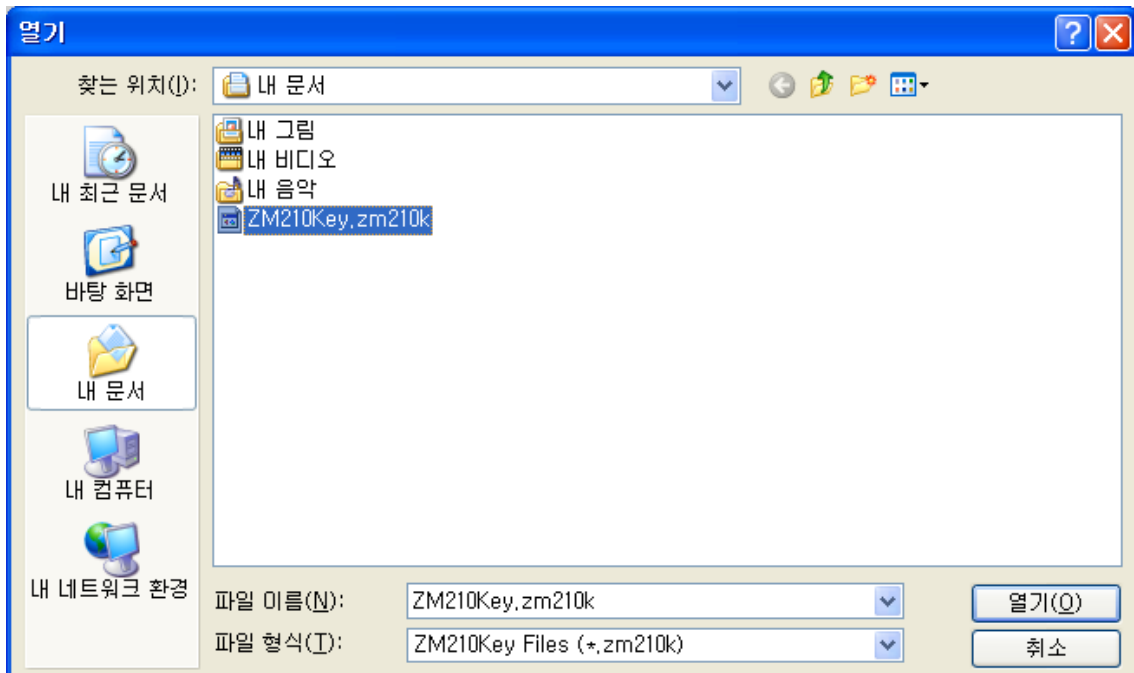 열기
찾는 위치(I):
내 문서
내 최근 문서
바탕 화면
내 문서
내 컴퓨터
내 네트워크 환경
내 그림
내 비디오
내 음악
ZM210Key.zm210k
파일 이름(N):
ZM210Key.zm210k
열기(O)
파일 형식(T):
ZM210Key Files (*.zm210k)
취소